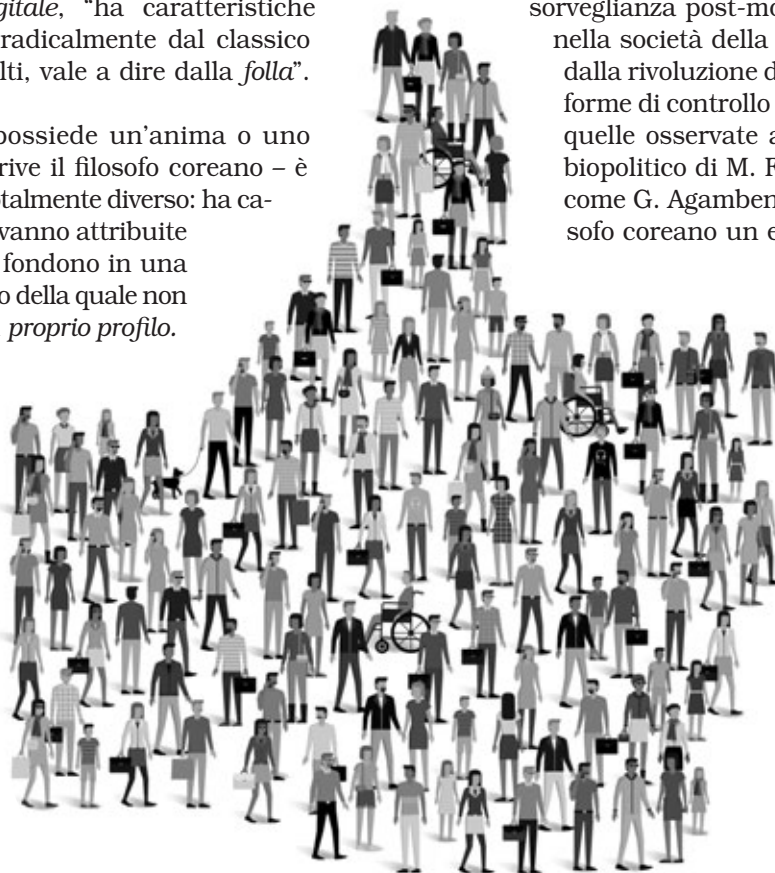 gitale, “ha caratteristiche
radicalmente dal classico
lti, vale a dire dalla folla”.
possiede un’anima o uno
rive il filosofo coreano – è
otalmente diverso: ha ca-
vanno attribuite
fondono in una
o della quale non
proprio profilo.
sorveglianza post-mo
nella società della
dalla rivoluzione d
forme di controllo
quelle osservate a
biopolitico di M. F
come G. Agamben
sofo coreano un e